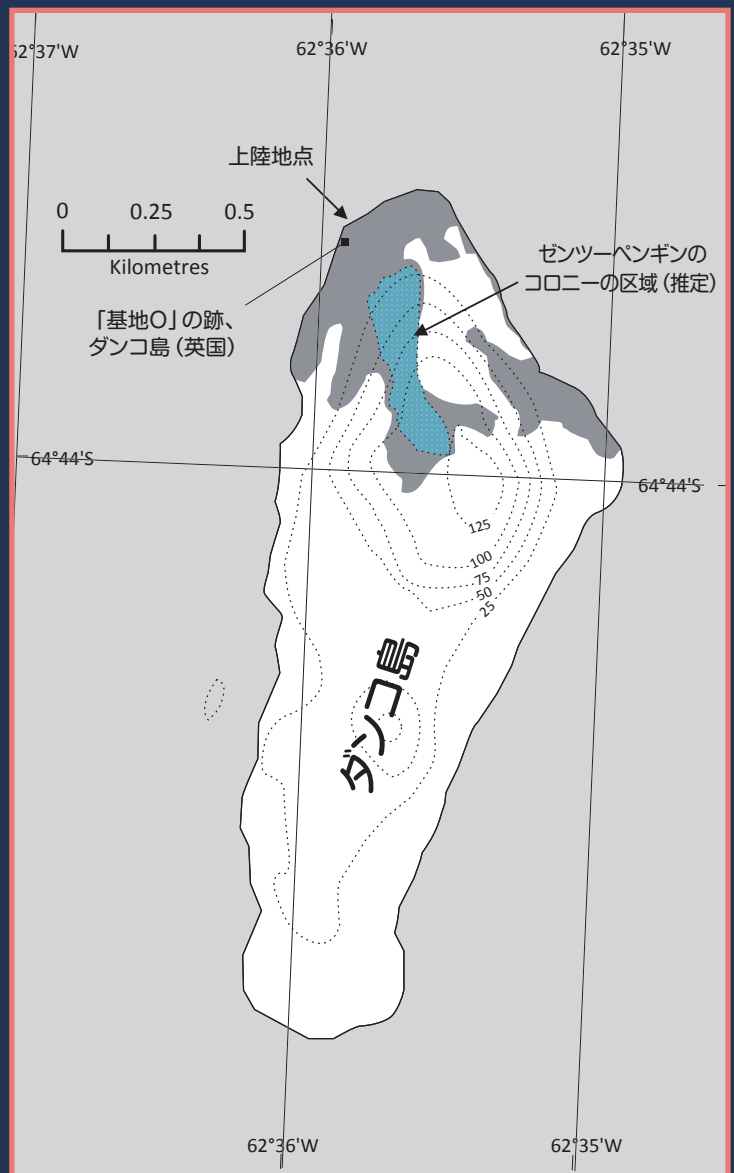 62°37'W
62°36'W
62°35'W
上陸地点
0 0.25 0.5
Kilometres
ゼンツーペンギンの
コロニーの区域（推定）
「基地O」の跡、
ダンコ島（英国）
64°44'S
64°44'S
125
100
75
50
25
ダンコ島
62°36'W
62°35'W